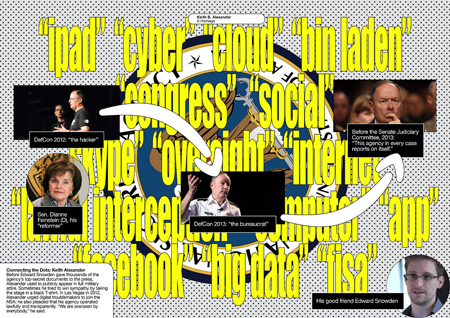 Keith B. Alexander
A Homage
"ipad" "cyber" "cloud" "bin laden"
"congress" "social"
"oversight" "internet"
interception" computer" "app"
"facebook" "big data" "fisa"
DefCon 2012: "the hacker"
Before the Senate Judiciary
Committee, 2013:
"This agency in every case
reports on itself."
Sen. Dianne
Feinstein (D), his
"reformer"
DefCon 2013: "the bureaucrat"
Connecting the Dots: Keith Alexander
Before Edward Snowden gave thousands of the
agency's top-secret documents to the press,
Alexander used to publicly appear in full military
attire. Sometimes he tried to win sympathy by taking
the stage in a black T-shirt, in Las Vegas in 2012,
Alexander urged digital troublemakers to join the
NSA; he also pleaded that his agency operated
lawfully and transparently. "We are overseen by
everybody," he said.
His good friend Edward Snowden